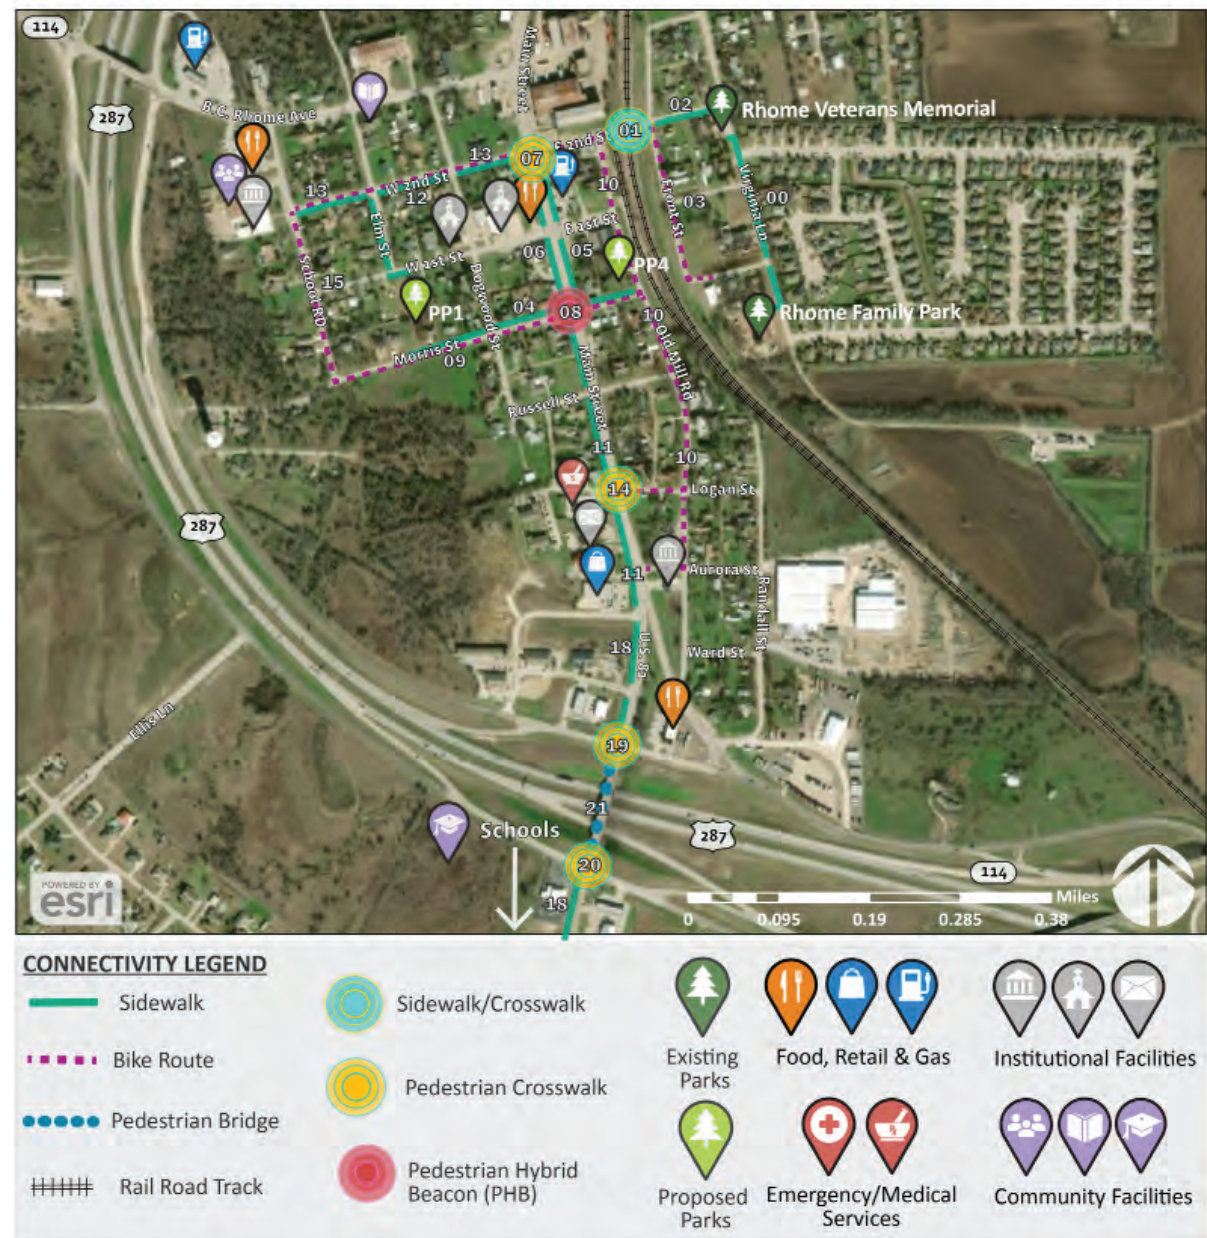 114
287
B.C. Rhome Ave
Main Street
02
Rhome Veterans Memorial
01
E 2nd St
07
13
W 2nd St
13
12
10
Front St
03
Virginia Ln
00
Elm St
East St
06
05
W 1st St
PP4
School RD
15
Dogwood St
PP1
04
08
10
Rhome Family Park
Morris St
09
Main Street
Old Mill Rd
Russell St
11
10
14
Logan St
287
11
Aurora St
Randall St
18
U.S. 81
Ward St
Ellis Ln
19
21
Schools
287
20
114
18
POWERED BY
esri
Miles
0 0.095 0.19 0.285 0.38
CONNECTIVITY LEGEND
Sidewalk
Bike Route
Pedestrian Bridge
Rail Road Track
Sidewalk/Crosswalk
Pedestrian Crosswalk
Pedestrian Hybrid
Beacon (PHB)
Existing
Parks
Proposed
Parks
Food, Retail & Gas
Emergency/Medical
Services
Institutional Facilities
Community Facilities